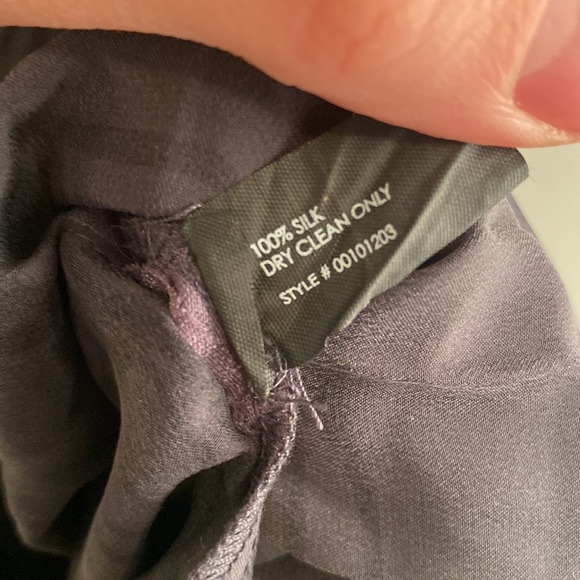 100% SILK
DRY CLEAN ONLY
STYLE # 00101203